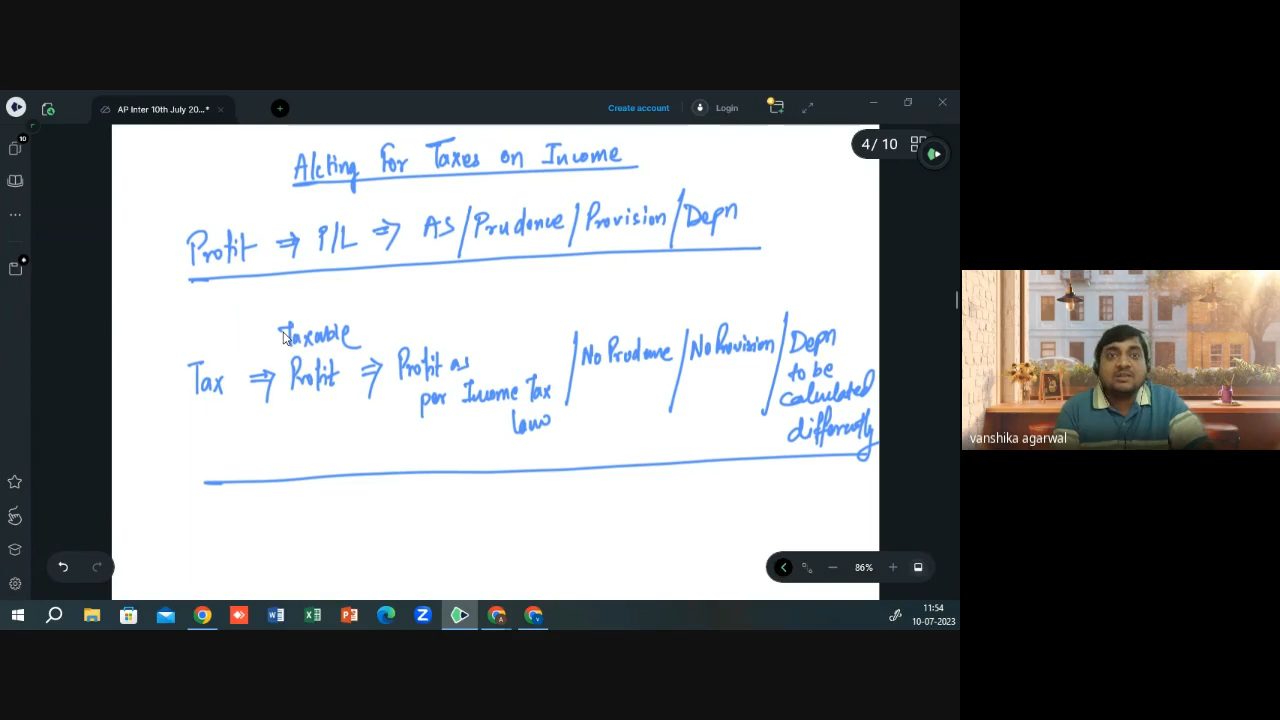 AP Inter 10th July 20...*
Create account
Login
4/ 10
10
Accting For Taxes on Income
Profit ⇒ P/L ⇒ AS/Prudence/Provision/Depn
Taxable
Tax ⇒ Profit ⇒ Profit as per Income Tax Law / No Prudence / No Provision / Depn to be calculated differently
vanshika agarwal
86%
11:54
10-07-2023